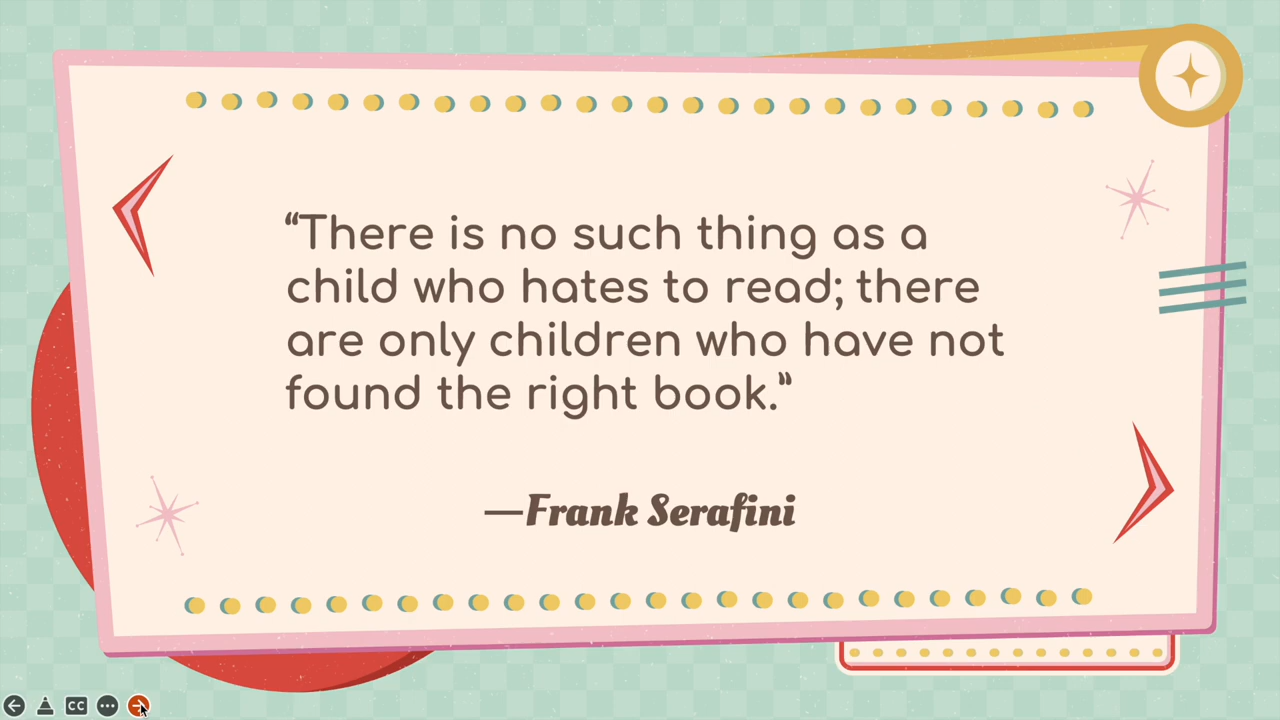 “There is no such thing as a
child who hates to read; there
are only children who have not
found the right book.”
—Frank Serafini
CC